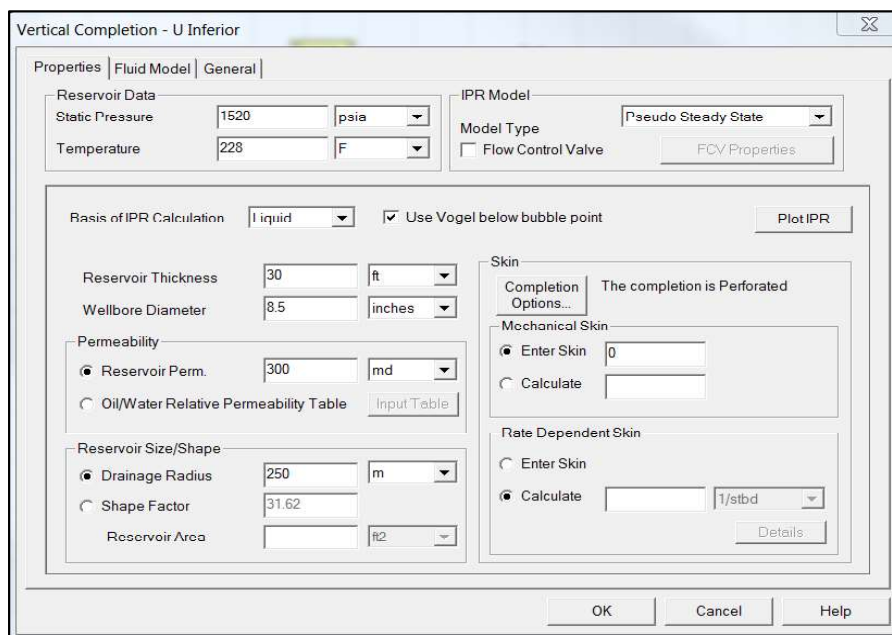 Vertical Completion - U Inferior
Properties Fluid Model General
Reservoir Data
Static Pressure 1520 psia
Temperature 228 F
IPR Model
Model Type Pseudo Steady State
Flow Control Valve FCV Properties
Basis of IPR Calculation Liquid Use Vogel below bubble point Plot IPR
Reservoir Thickness 30 ft
Wellbore Diameter 8.5 inches
Permeability
Reservoir Perm. 300 md
Oil/Water Relative Permeability Table Input Table
Reservoir Size/Shape
Drainage Radius 250 m
Shape Factor 31.62
Reservoir Area ft2
Skin
Completion Options... The completion is Perforated
Mechanical Skin
Enter Skin 0
Calculate
Rate Dependent Skin
Enter Skin
Calculate 1/stbd
Details
OK Cancel Help